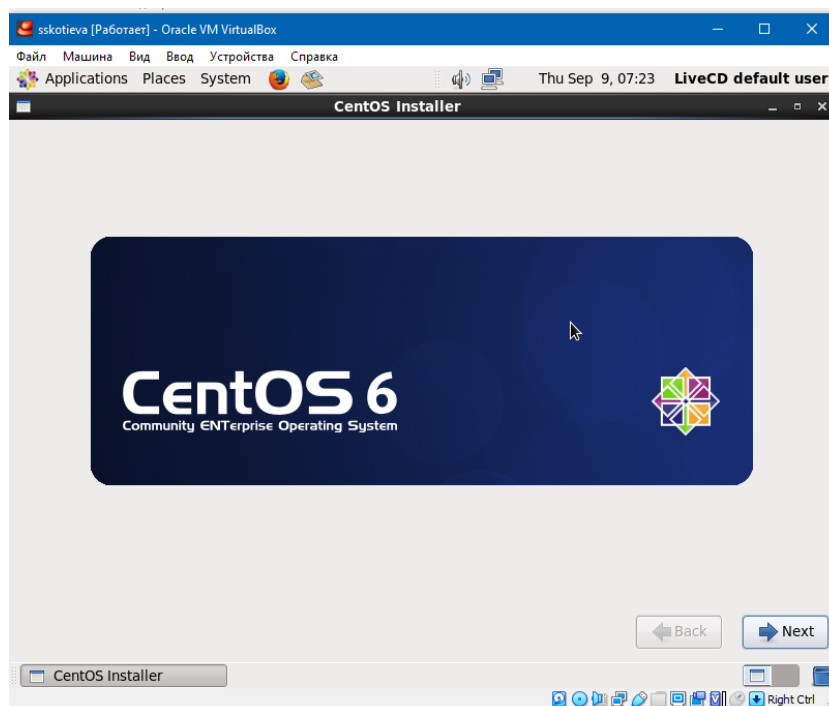 sskotieva [Работает] - Oracle VM VirtualBox
Файл Машина Вид Ввод Устройства Справка
Applications Places System Thu Sep 9, 07:23 LiveCD default user
CentOS Installer
CentOS 6
Community ENTerprise Operating System
Back Next
CentOS Installer
Right Ctrl